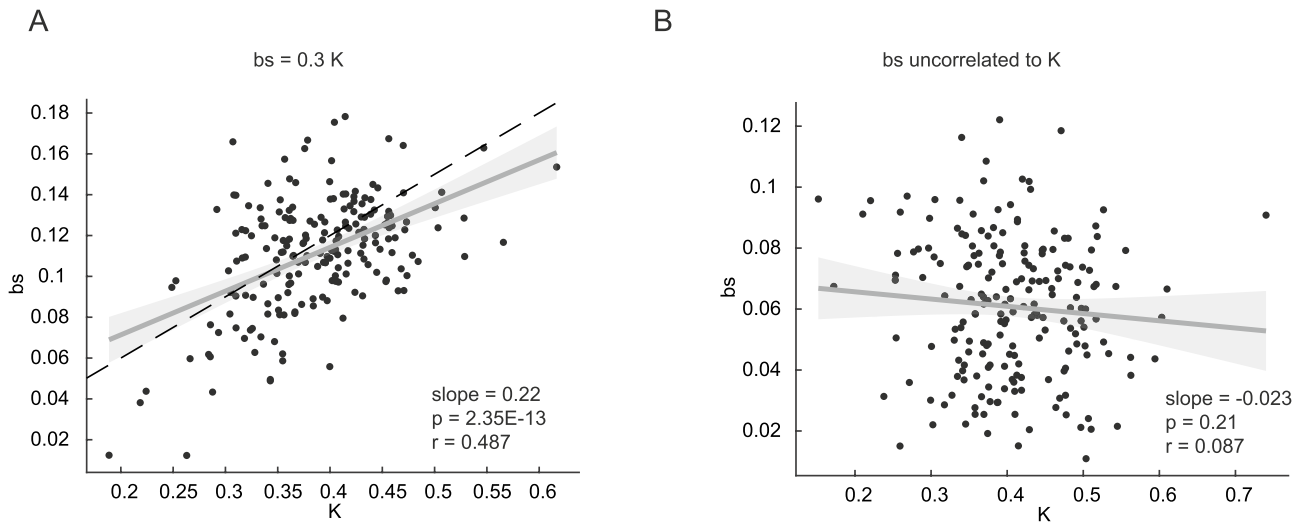 A
B
bs = 0.3 K
bs uncorrelated to K
0.18
0.16
0.14
0.12
0.1
0.08
0.06
0.04
0.02
bs
slope = 0.22
p = 2.35E-13
r = 0.487
0.2 0.25 0.3 0.35 0.4 0.45 0.5 0.55 0.6
K
0.12
0.1
0.08
0.06
0.04
0.02
bs
slope = -0.023
p = 0.21
r = 0.087
0.2 0.3 0.4 0.5 0.6 0.7
K